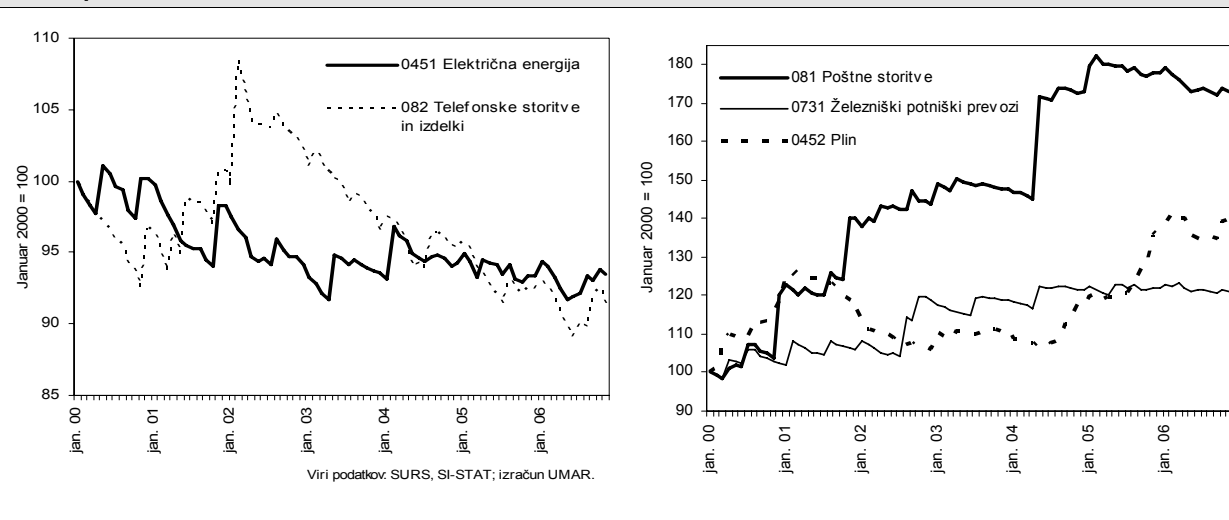 110
105
100
95
90
85
Januar 2000 = 100
0451 Električna energija
082 Telefonske storitve
in izdelki
jan. 00
jan. 01
jan. 02
jan. 03
jan. 04
jan. 05
jan. 06
Viri podatkov: SURS, SI-STAT; izračun UMAR.
180
170
160
150
140
130
120
110
100
90
Januar 2000 = 100
081 Poštne storitve
0731 Železniški potniški prevozi
0452 Plin
jan. 00
jan. 01
jan. 02
jan. 03
jan. 04
jan. 05
jan. 06